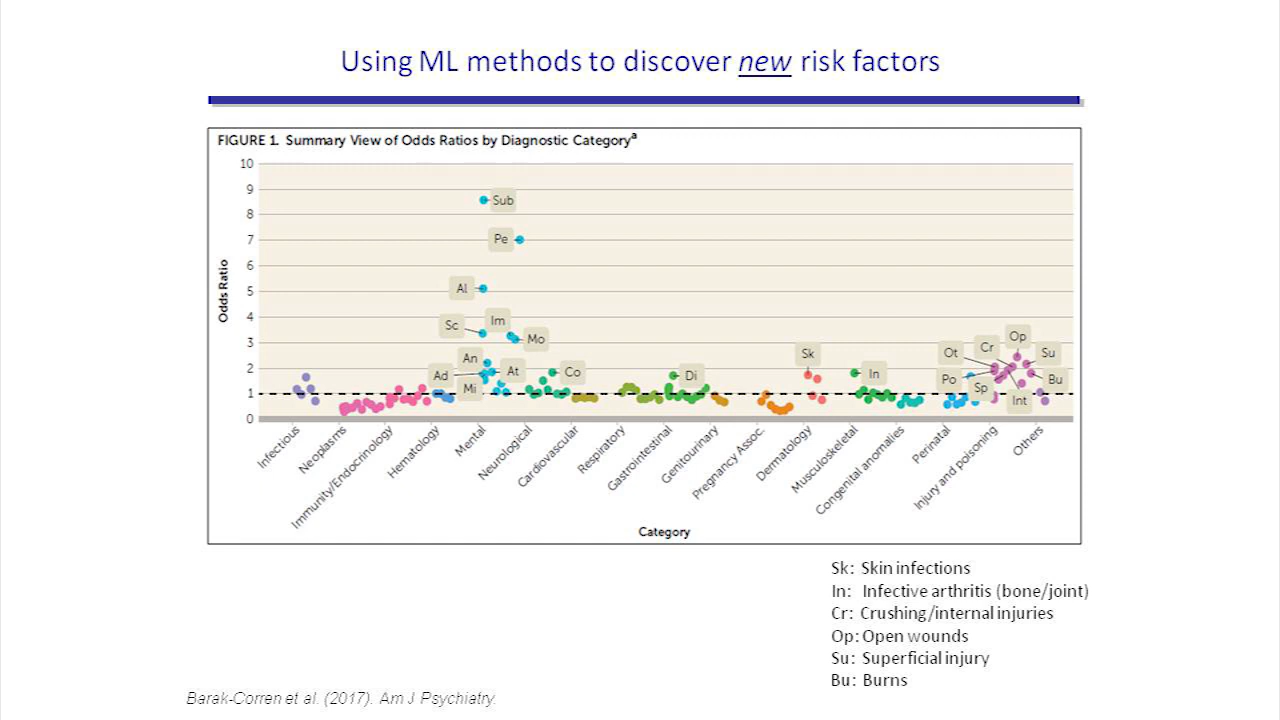 Using ML methods to discover new risk factors
FIGURE 1. Summary View of Odds Ratios by Diagnostic Categoryᵃ
10
9
8
7
6
5
4
3
2
1
0
Odds Ratio
Sub
Pe
Al
Sc
Im
Mo
An
Ad
At
Mi
Co
Di
Sk
In
Op
Cr
Ot
Su
Po
Sp
Bu
Int
Infectious
Neoplasms
Immunity/Endocrinology
Hematology
Mental
Neurological
Cardiovascular
Respiratory
Gastrointestinal
Genitourinary
Pregnancy Assoc.
Dermatology
Musculoskeletal
Congenital anomalies
Perinatal
Injury and poisoning
Others
Category
Sk: Skin infections
In: Infective arthritis (bone/joint)
Cr: Crushing/internal injuries
Op: Open wounds
Su: Superficial injury
Bu: Burns
Barak-Corren et al. (2017). Am J Psychiatry.